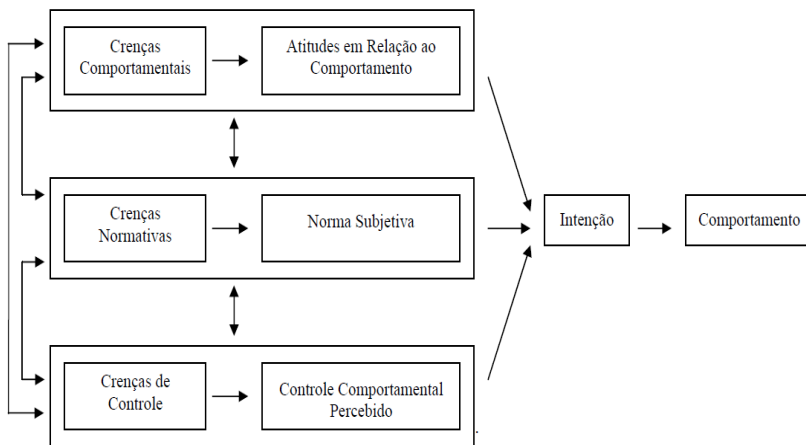 Crenças
Comportamentais
Atitudes em Relação ao
Comportamento
Crenças
Normativas
Norma Subjetiva
Intenção
Comportamento
Crenças de
Controle
Controle Comportamental
Percebido
.